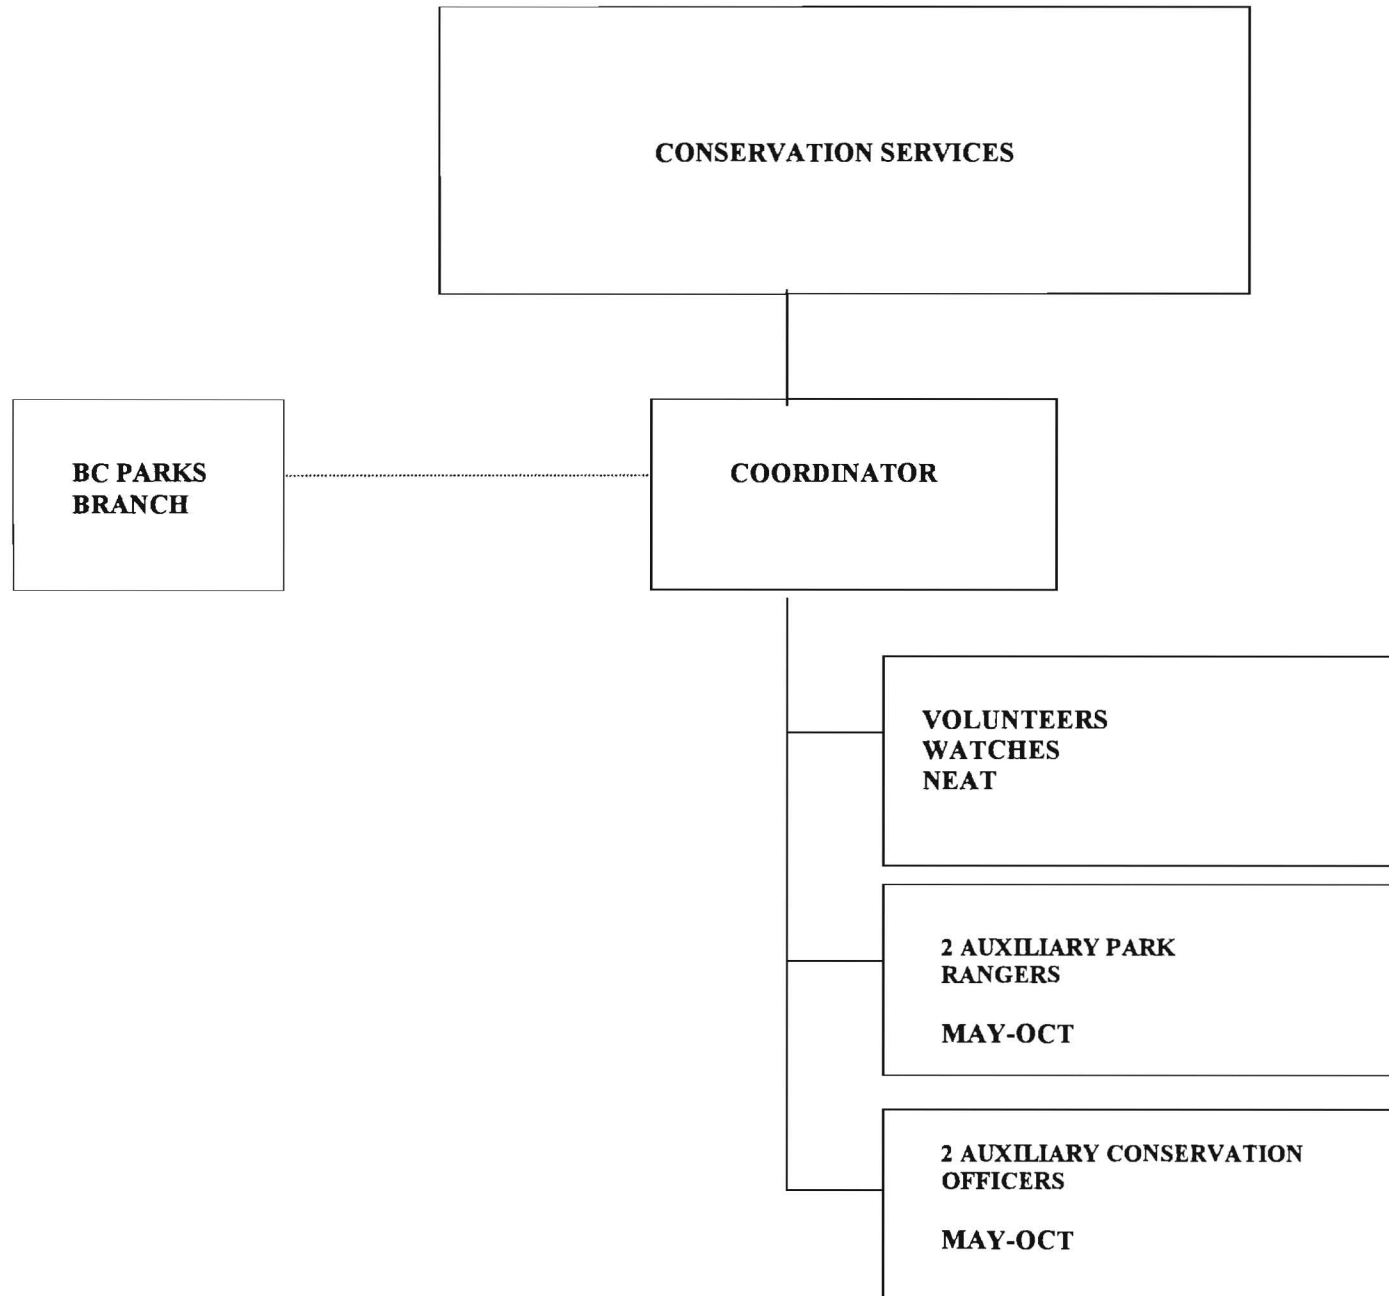 CONSERVATION SERVICES
BC PARKS
BRANCH
COORDINATOR
VOLUNTEERS
WATCHES
NEAT
2 AUXILIARY PARK
RANGERS
MAY-OCT
2 AUXILIARY CONSERVATION
OFFICERS
MAY-OCT